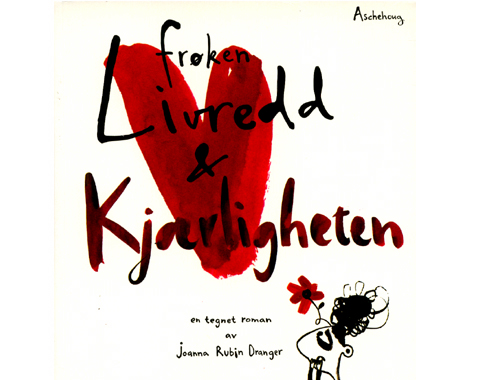 Aschehoug
frøken
Livredd
&
Kjærligheten
en tegnet roman
av
Joanna Rubin Dranger